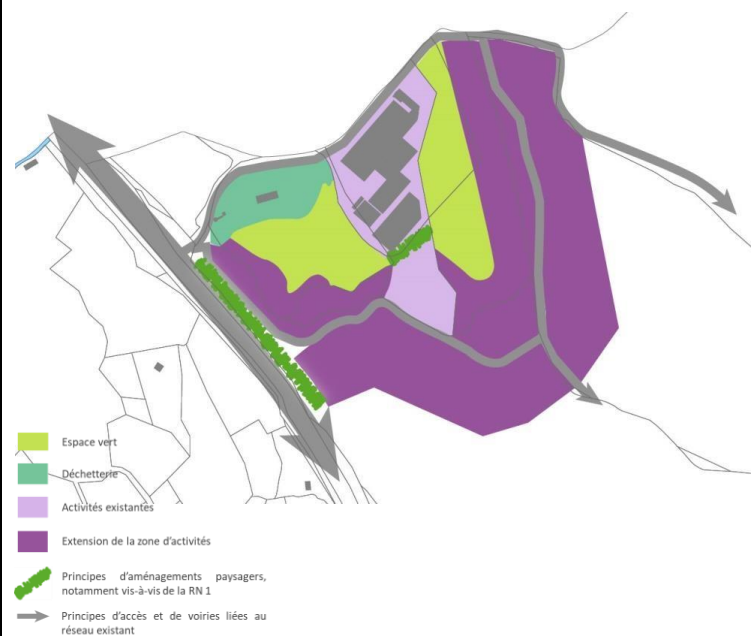 Espace vert
Déchetterie
Activités existantes
Extension de la zone d'activités
Principes d'aménagements paysagers,
notamment vis-à-vis de la RN 1
Principes d'accès et de voiries liées au
réseau existant